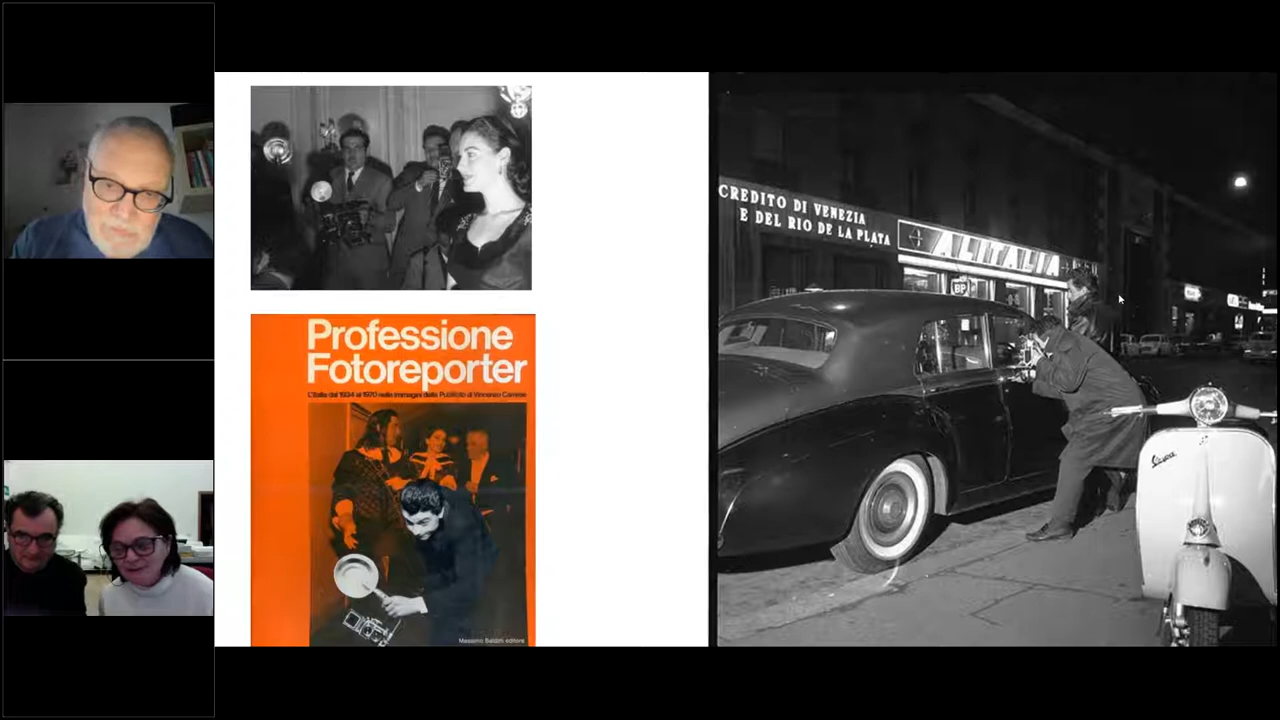 Professione
Fotoreporter
L'Italia dal 1934 al 1970 nelle immagini della Publifoto di Vincenzo Carrese
Massimo Baldini editore
CREDITO DI VENEZIA
E DEL RIO DE LA PLATA
ALITALIA
BP
Vespa